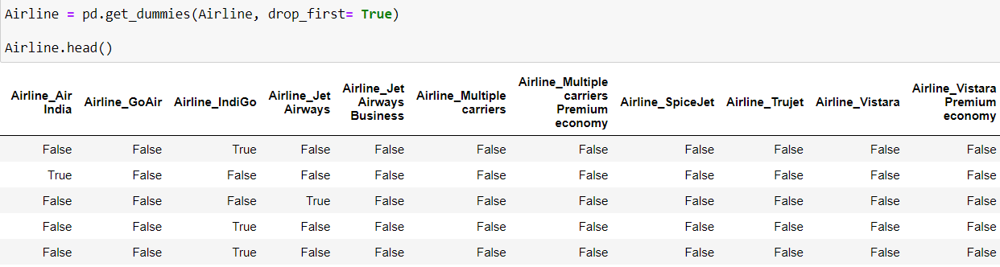 Airline = pd.get_dummies(Airline, drop_first= True)
Airline.head()
Airline_Air India Airline_GoAir Airline_IndiGo Airline_Jet Airways Airline_Jet Airways Business Airline_Multiple carriers Airline_Multiple carriers Premium economy Airline_SpiceJet Airline_Trujet Airline_Vistara Airline_Vistara Premium economy
False False True False False False False False False False False
True False False False False False False False False False False
False False False True False False False False False False False
False False True False False False False False False False False
False False True False False False False False False False False